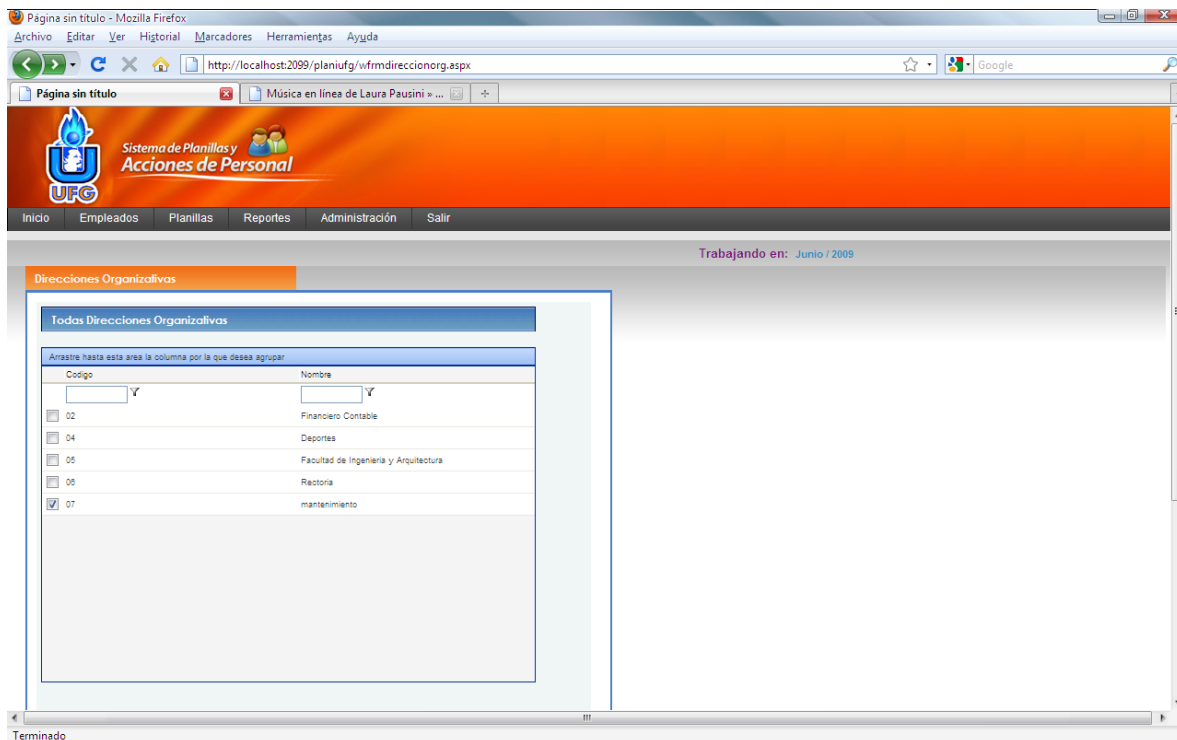 Página sin título - Mozilla Firefox
Archivo Editar Ver Historial Marcadores Herramientas Ayuda
http://localhost:2099/planiufg/wfrmdireccionorg.aspx
Google
Página sin título
Música en línea de Laura Pausini » ...
Sistema de Planillas y
Acciones de Personal
UFG
Inicio Empleados Planillas Reportes Administración Salir
Trabajando en: Junio / 2009
Direcciones Organizativas
Todas Direcciones Organizativas
Arrastre hasta esta area la columna por la que desea agrupar
Codigo Nombre
02 Financiero Contable
04 Deportes
05 Facultad de Ingenieria y Arquitectura
06 Rectoria
07 mantenimiento
Terminado